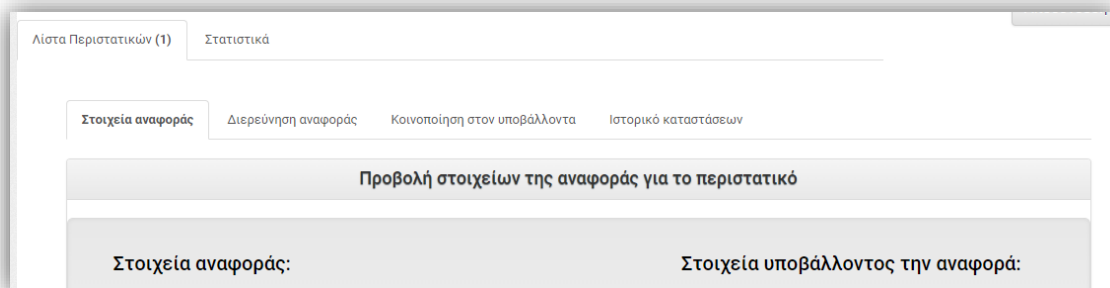 Λίστα Περιστατικών (1) Στατιστικά
Στοιχεία αναφοράς Διερεύνηση αναφοράς Κοινοποίηση στον υποβάλλοντα Ιστορικό καταστάσεων
Προβολή στοιχείων της αναφοράς για το περιστατικό
Στοιχεία αναφοράς: Στοιχεία υποβάλλοντος την αναφορά: